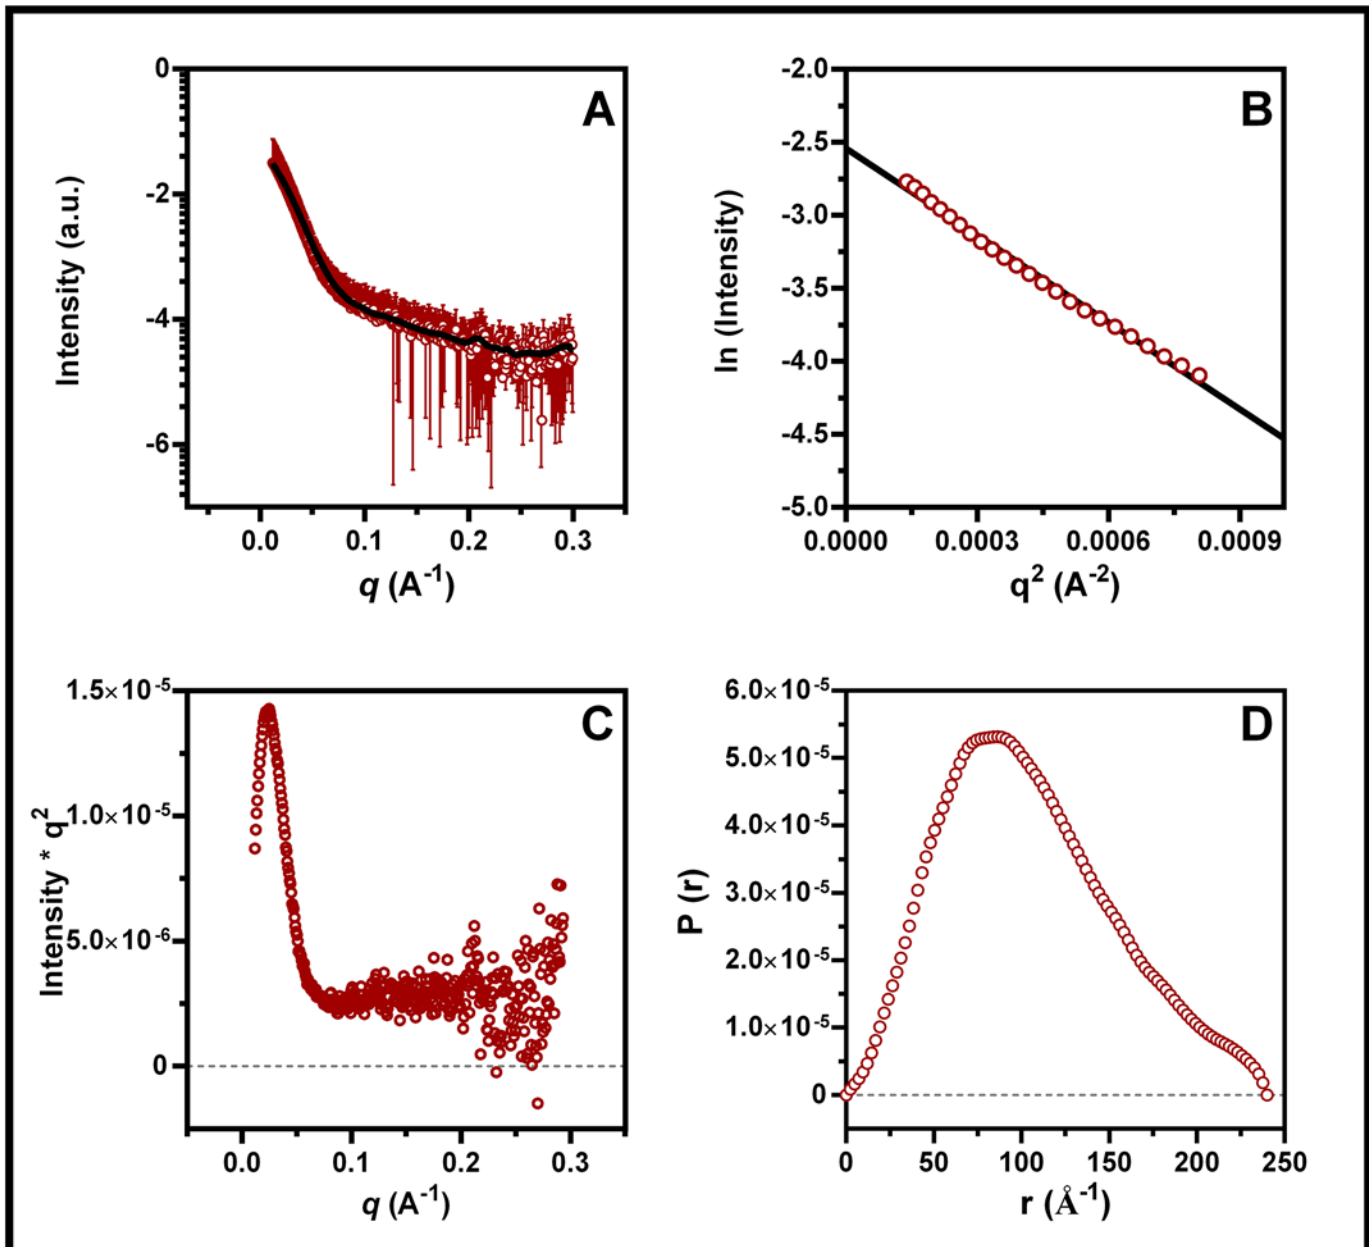 A
Intensity (a.u.)
0
-2
-4
-6
0.0 0.1 0.2 0.3
q (A⁻¹)
B
ln (Intensity)
-2.0
-2.5
-3.0
-3.5
-4.0
-4.5
-5.0
0.0000 0.0003 0.0006 0.0009
q² (A⁻²)
C
Intensity * q²
1.5×10⁻⁵
1.0×10⁻⁵
5.0×10⁻⁶
0
0.0 0.1 0.2 0.3
q (A⁻¹)
D
P (r)
6.0×10⁻⁵
5.0×10⁻⁵
4.0×10⁻⁵
3.0×10⁻⁵
2.0×10⁻⁵
1.0×10⁻⁵
0
0 50 100 150 200 250
r (Å⁻¹)